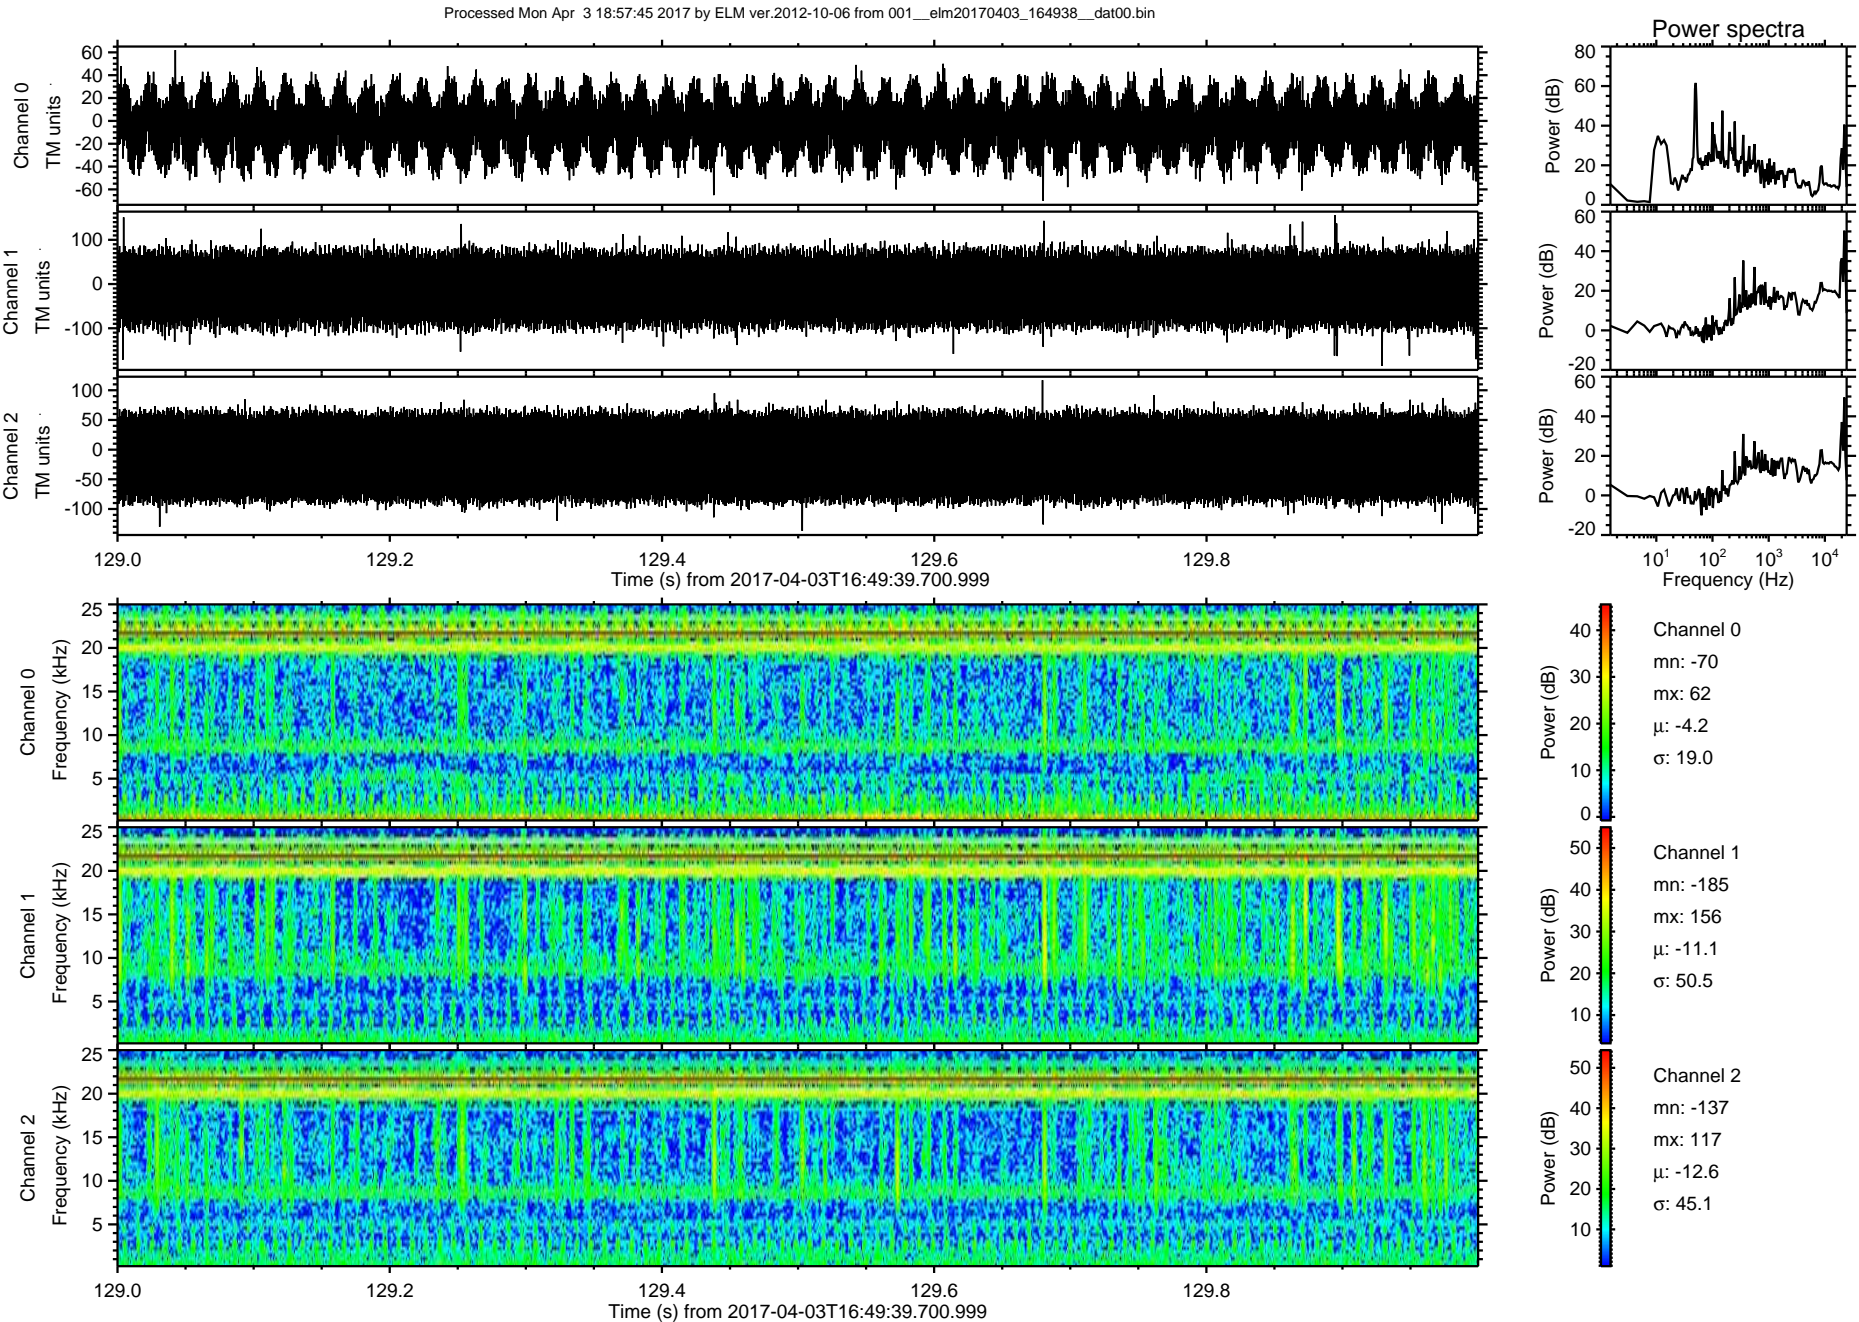 Processed Mon Apr  3 18:57:45 2017 by ELM ver.2012-10-06 from 001__elm20170403_164938__dat00.bin
Power spectra
Channel 0
TM units
60
40
20
0
-20
-40
-60
Power (dB)
80
60
40
20
0
Channel 1
TM units
100
0
-100
Power (dB)
60
40
20
0
-20
Channel 2
TM units
100
50
0
-50
-100
Power (dB)
60
40
20
0
-20
129.0
129.2
129.4
129.6
129.8
Time (s) from 2017-04-03T16:49:39.700.999
10¹
10²
10³
10⁴
Frequency (Hz)
Channel 0
Frequency (kHz)
25
20
15
10
5
Power (dB)
40
30
20
10
0
Channel 0
mn: -70
mx: 62
μ: -4.2
σ: 19.0
Channel 1
Frequency (kHz)
25
20
15
10
5
Power (dB)
50
40
30
20
10
Channel 1
mn: -185
mx: 156
μ: -11.1
σ: 50.5
Channel 2
Frequency (kHz)
25
20
15
10
5
Power (dB)
50
40
30
20
10
Channel 2
mn: -137
mx: 117
μ: -12.6
σ: 45.1
129.0
129.2
129.4
129.6
129.8
Time (s) from 2017-04-03T16:49:39.700.999